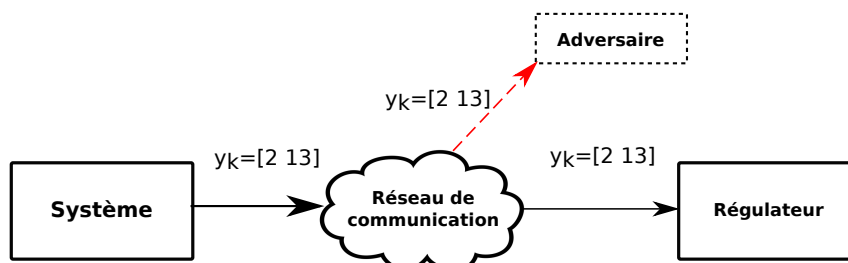 Adversaire
yk=[2 13]
yk=[2 13]
yk=[2 13]
Système
Réseau de
communication
Régulateur